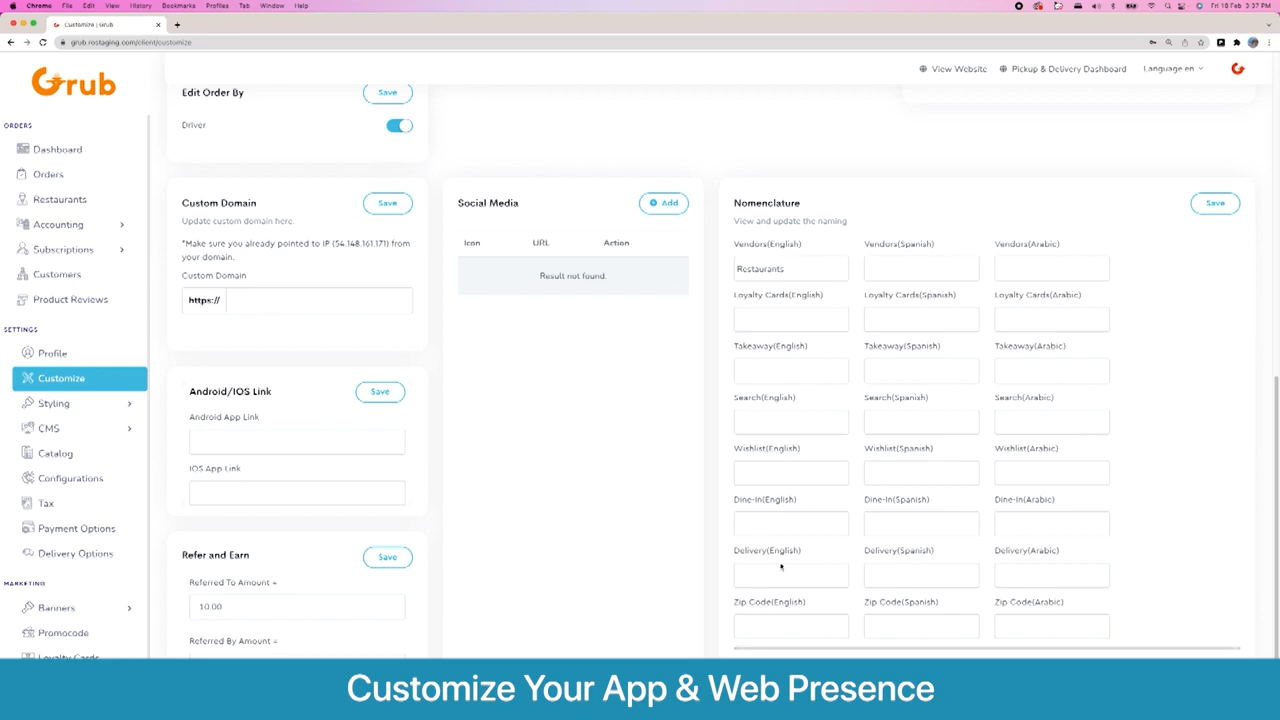 Chrome File Edit View History Bookmarks Profiles Tab Window Help
Fri 10 Feb 3:37 PM
Customize | Grub
grub.rostaging.com/client/customize
Grub
View Website
Pickup & Delivery Dashboard
Language en
ORDERS
Dashboard
Orders
Restaurants
Accounting
Subscriptions
Customers
Product Reviews
SETTINGS
Profile
Customize
Styling
CMS
Catalog
Configurations
Tax
Payment Options
Delivery Options
MARKETING
Banners
Promocode
Loyalty Cards
Edit Order By
Save
Driver
Custom Domain
Save
Update custom domain here.
*Make sure you already pointed to IP (54.148.161.171) from
your domain.
Custom Domain
https://
Android/IOS Link
Save
Android App Link
IOS App Link
Refer and Earn
Save
Referred To Amount *
10.00
Referred By Amount *
Social Media
Add
Icon URL Action
Result not found.
Nomenclature
Save
View and update the naming
Vendors(English) Vendors(Spanish) Vendors(Arabic)
Restaurants
Loyalty Cards(English) Loyalty Cards(Spanish) Loyalty Cards(Arabic)
Takeaway(English) Takeaway(Spanish) Takeaway(Arabic)
Search(English) Search(Spanish) Search(Arabic)
Wishlist(English) Wishlist(Spanish) Wishlist(Arabic)
Dine-In(English) Dine-In(Spanish) Dine-In(Arabic)
Delivery(English) Delivery(Spanish) Delivery(Arabic)
Zip Code(English) Zip Code(Spanish) Zip Code(Arabic)
Customize Your App & Web Presence